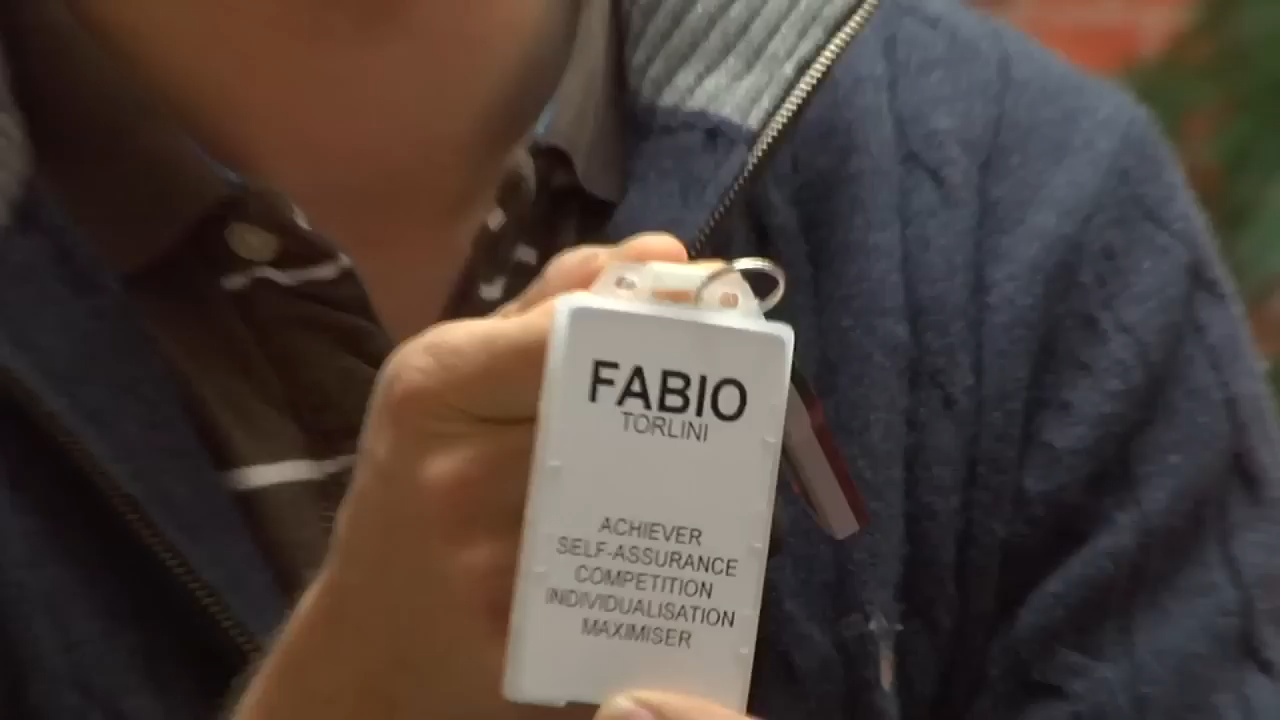 FABIO
TORLINI
ACHIEVER
SELF-ASSURANCE
COMPETITION
INDIVIDUALISATION
MAXIMISER